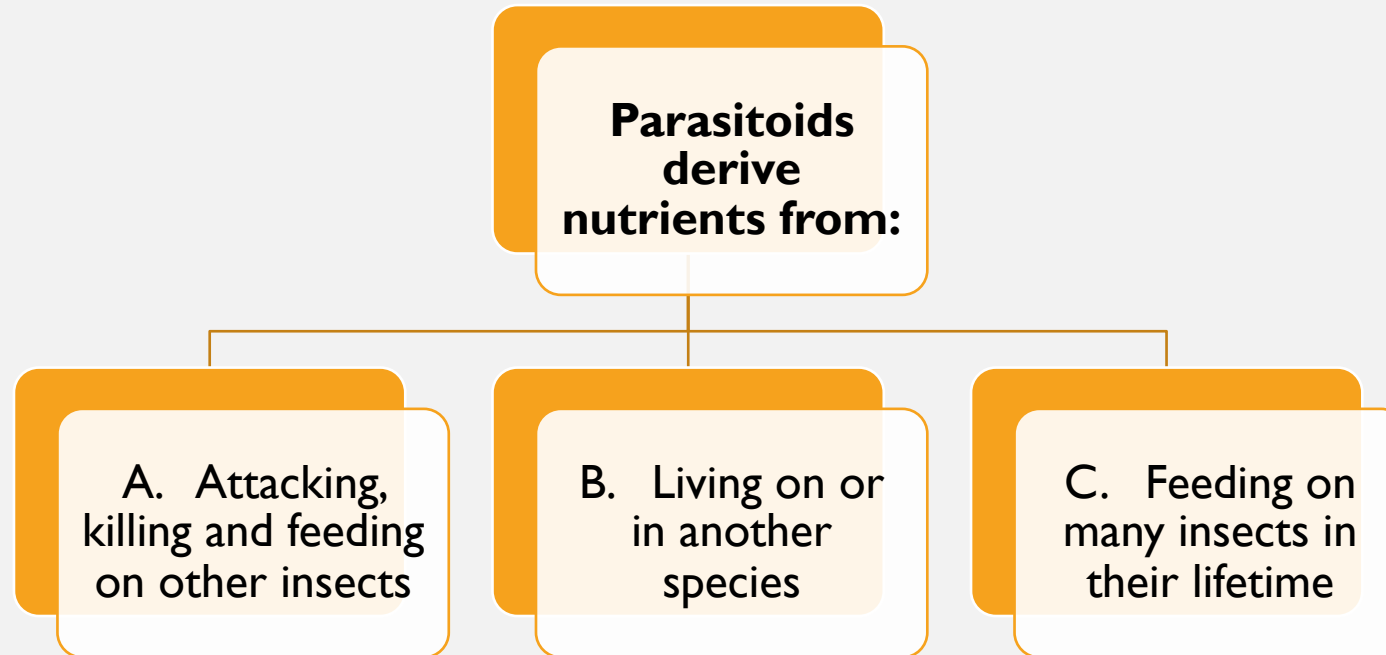 Parasitoids
derive
nutrients from:
A. Attacking,
killing and feeding
on other insects
B. Living on or
in another
species
C. Feeding on
many insects in
their lifetime